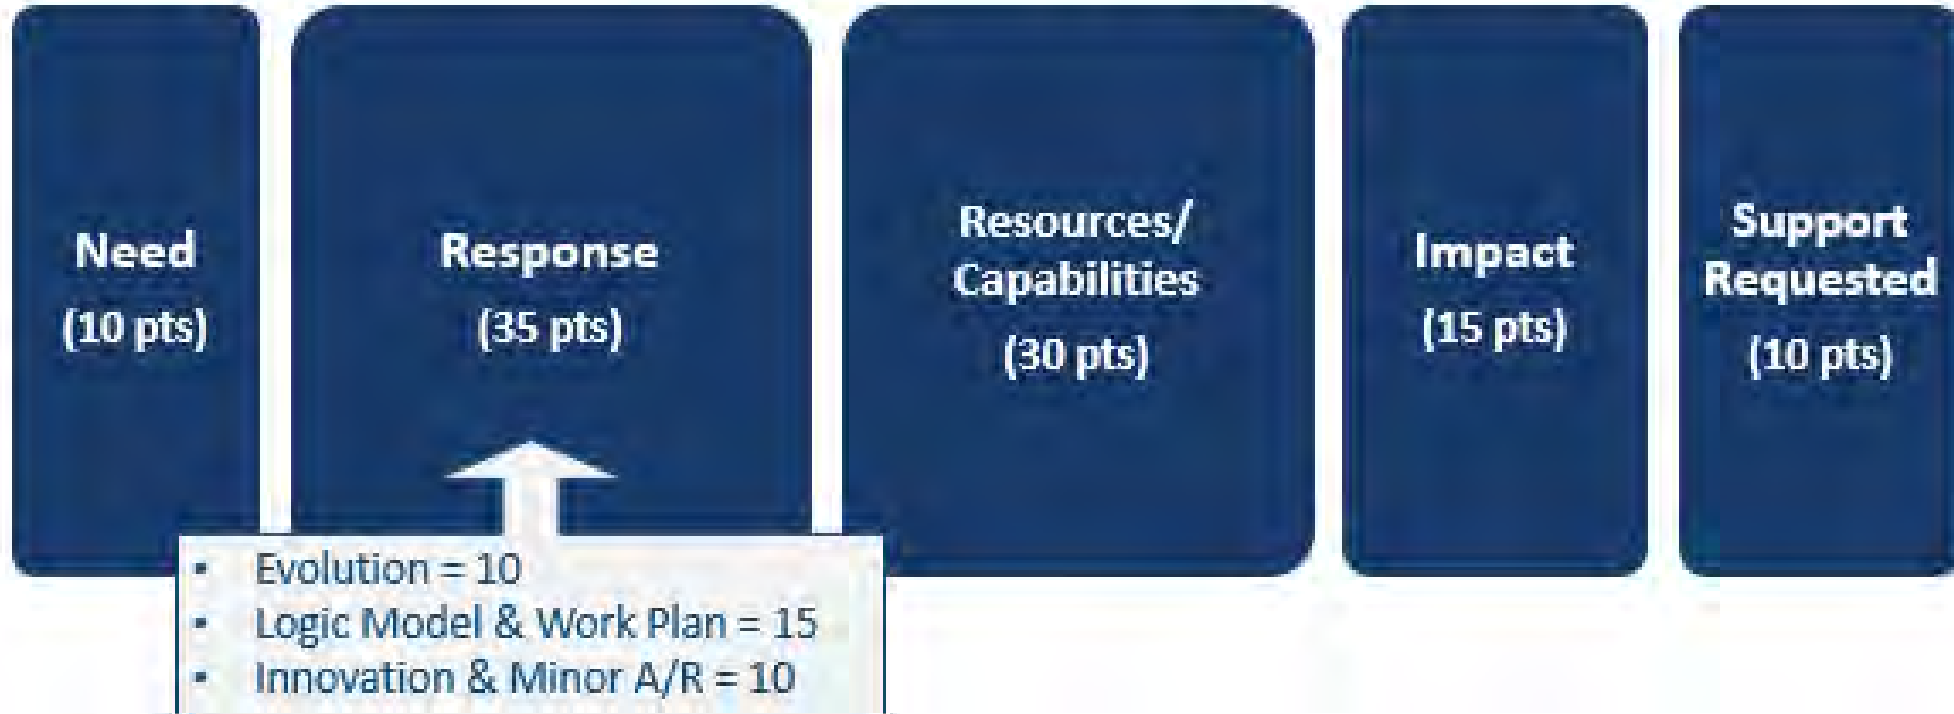 Need
(10 pts)
Response
(35 pts)
Resources/
Capabilities
(30 pts)
Impact
(15 pts)
Support
Requested
(10 pts)
• Evolution = 10
• Logic Model & Work Plan = 15
• Innovation & Minor A/R = 10